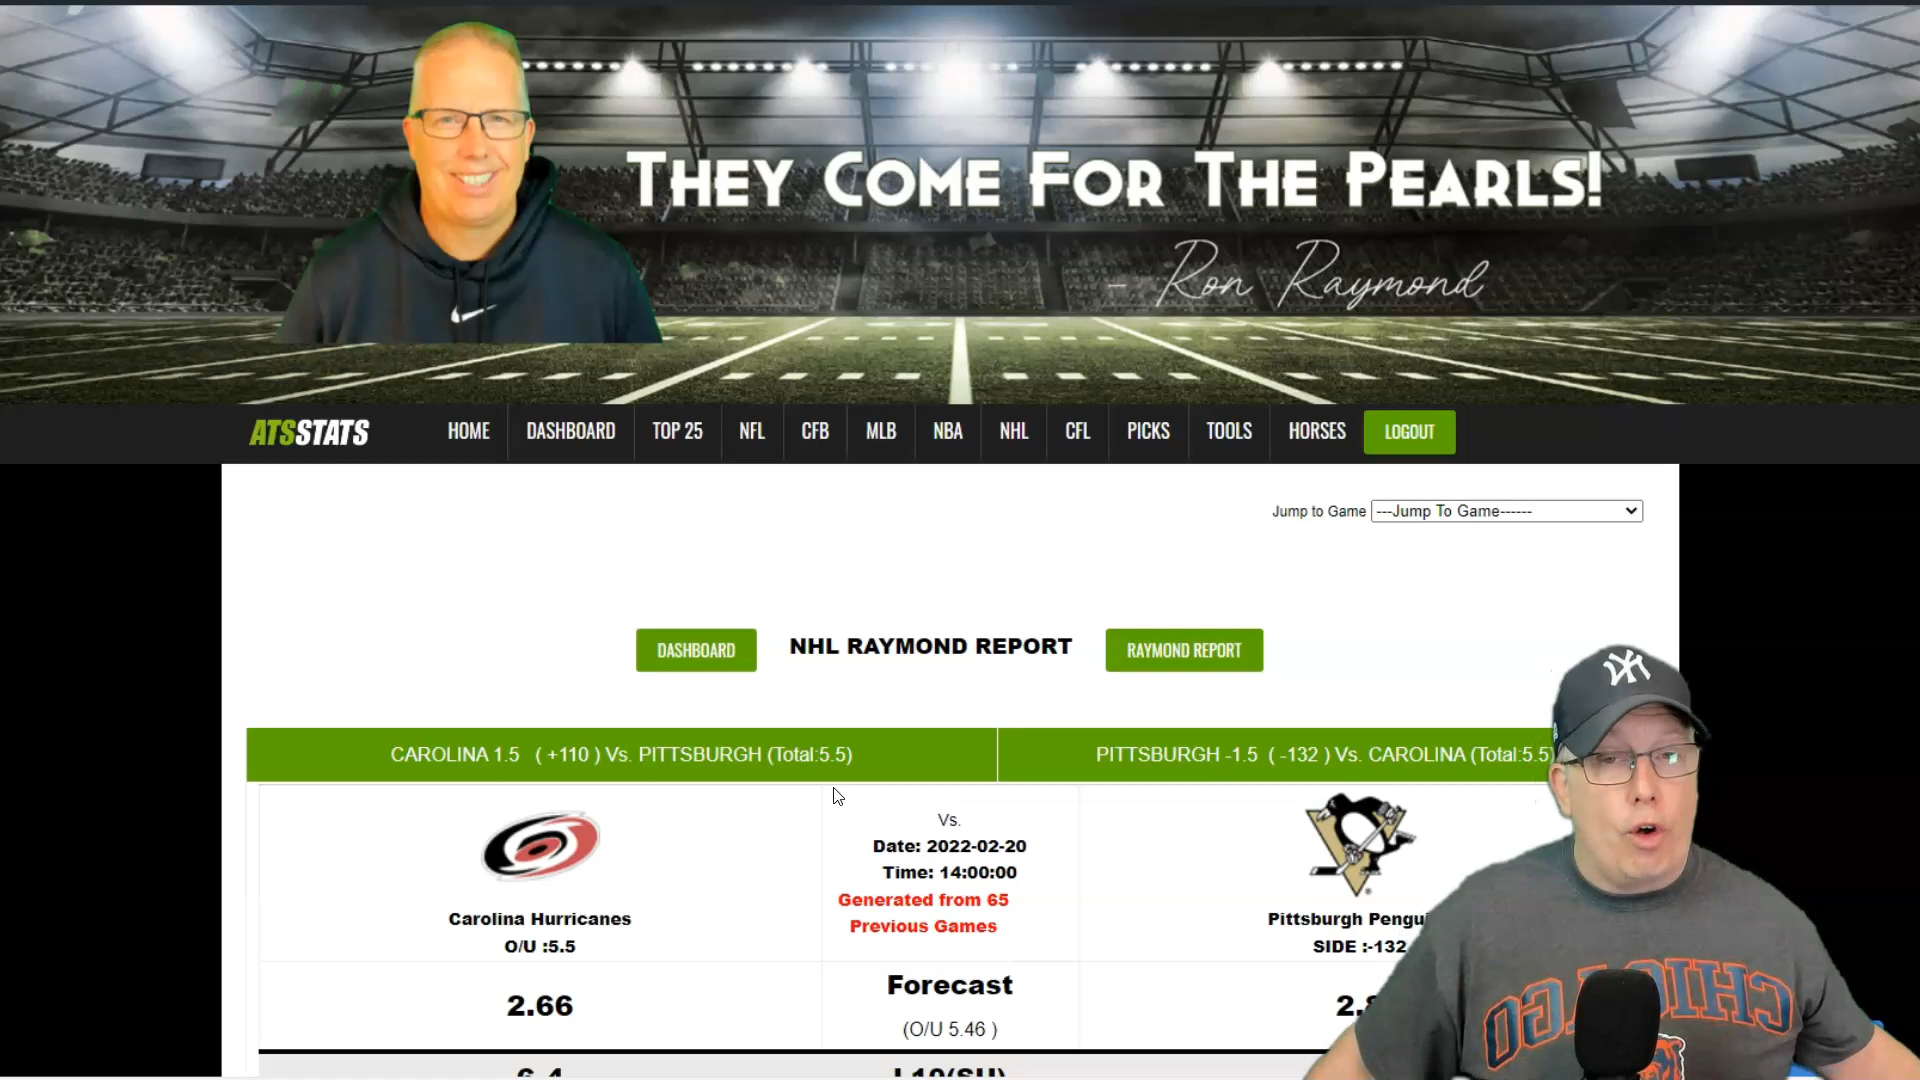 THEY COME FOR THE PEARLS!
- Ron Raymond
ATSSTATS HOME DASHBOARD TOP 25 NFL CFB MLB NBA NHL CFL PICKS TOOLS HORSES LOGOUT
Jump to Game ---Jump To Game------
DASHBOARD NHL RAYMOND REPORT RAYMOND REPORT
CAROLINA 1.5 ( +110 ) Vs. PITTSBURGH (Total:5.5) PITTSBURGH -1.5 ( -132 ) Vs. CAROLINA (Total:5.5)
Vs.
Date: 2022-02-20
Time: 14:00:00
Generated from 65
Previous Games
Carolina Hurricanes
O/U :5.5
Pittsburgh
SIDE :-132
2.66
Forecast
(O/U 5.46 )
NY
CHICAGO